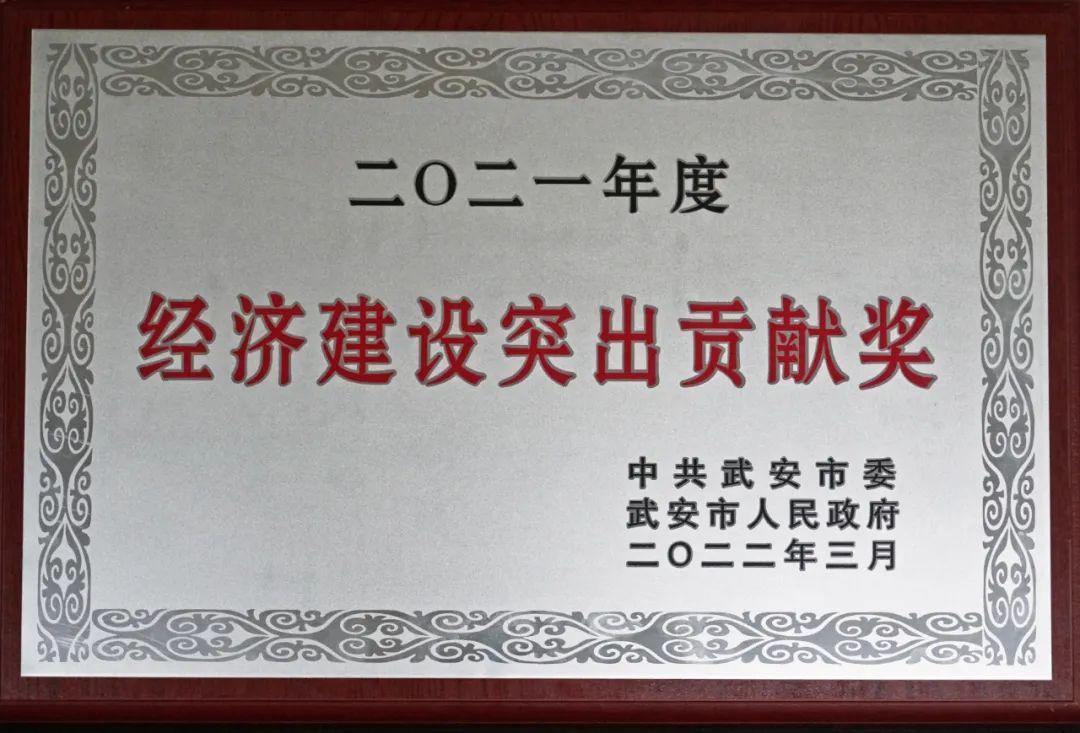 二〇二一年度
经济建设突出贡献奖
中共武安市委
武安市人民政府
二〇二二年三月